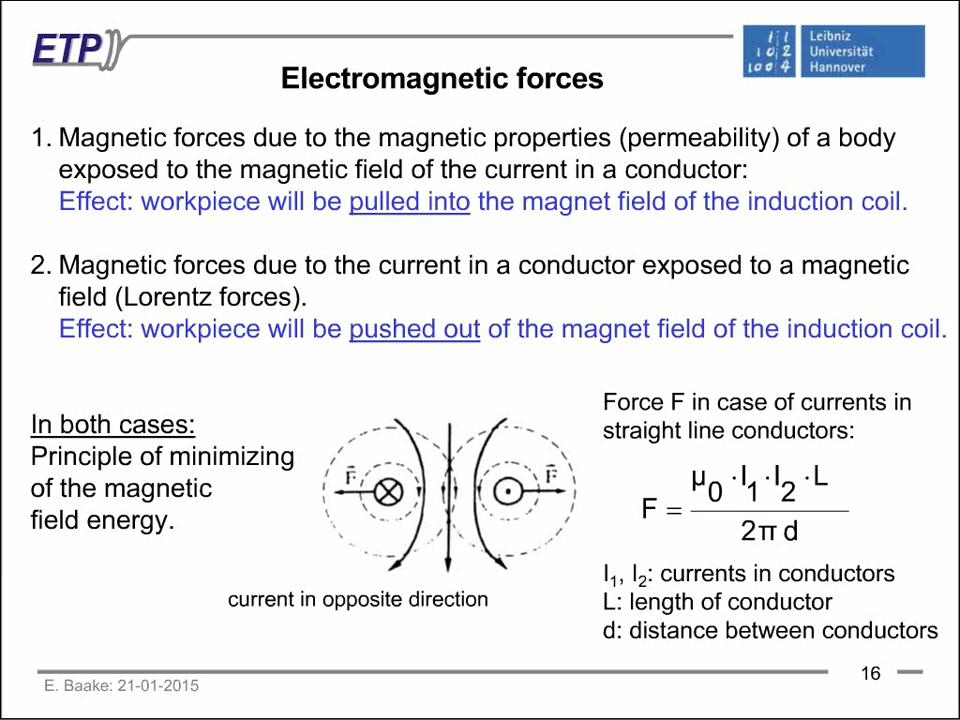 ETP
Leibniz
Universität
Hannover
Electromagnetic forces
1. Magnetic forces due to the magnetic properties (permeability) of a body
exposed to the magnetic field of the current in a conductor:
Effect: workpiece will be pulled into the magnet field of the induction coil.
2. Magnetic forces due to the current in a conductor exposed to a magnetic
field (Lorentz forces).
Effect: workpiece will be pushed out of the magnet field of the induction coil.
In both cases:
Principle of minimizing
of the magnetic
field energy.
F⃗
F⃗
current in opposite direction
Force F in case of currents in
straight line conductors:
F = (μ₀ · I₁ · I₂ · L) / (2π d)
I₁, I₂: currents in conductors
L: length of conductor
d: distance between conductors
E. Baake: 21-01-2015
16